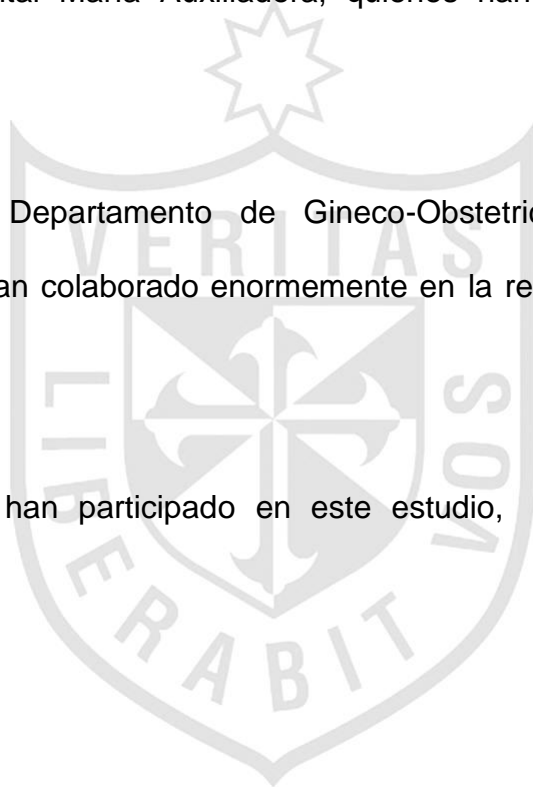 Departamento de Gineco-Obstetric
an colaborado enormemente en la re
han participado en este estudio,
VERITAS
LIBERABIT
VOS